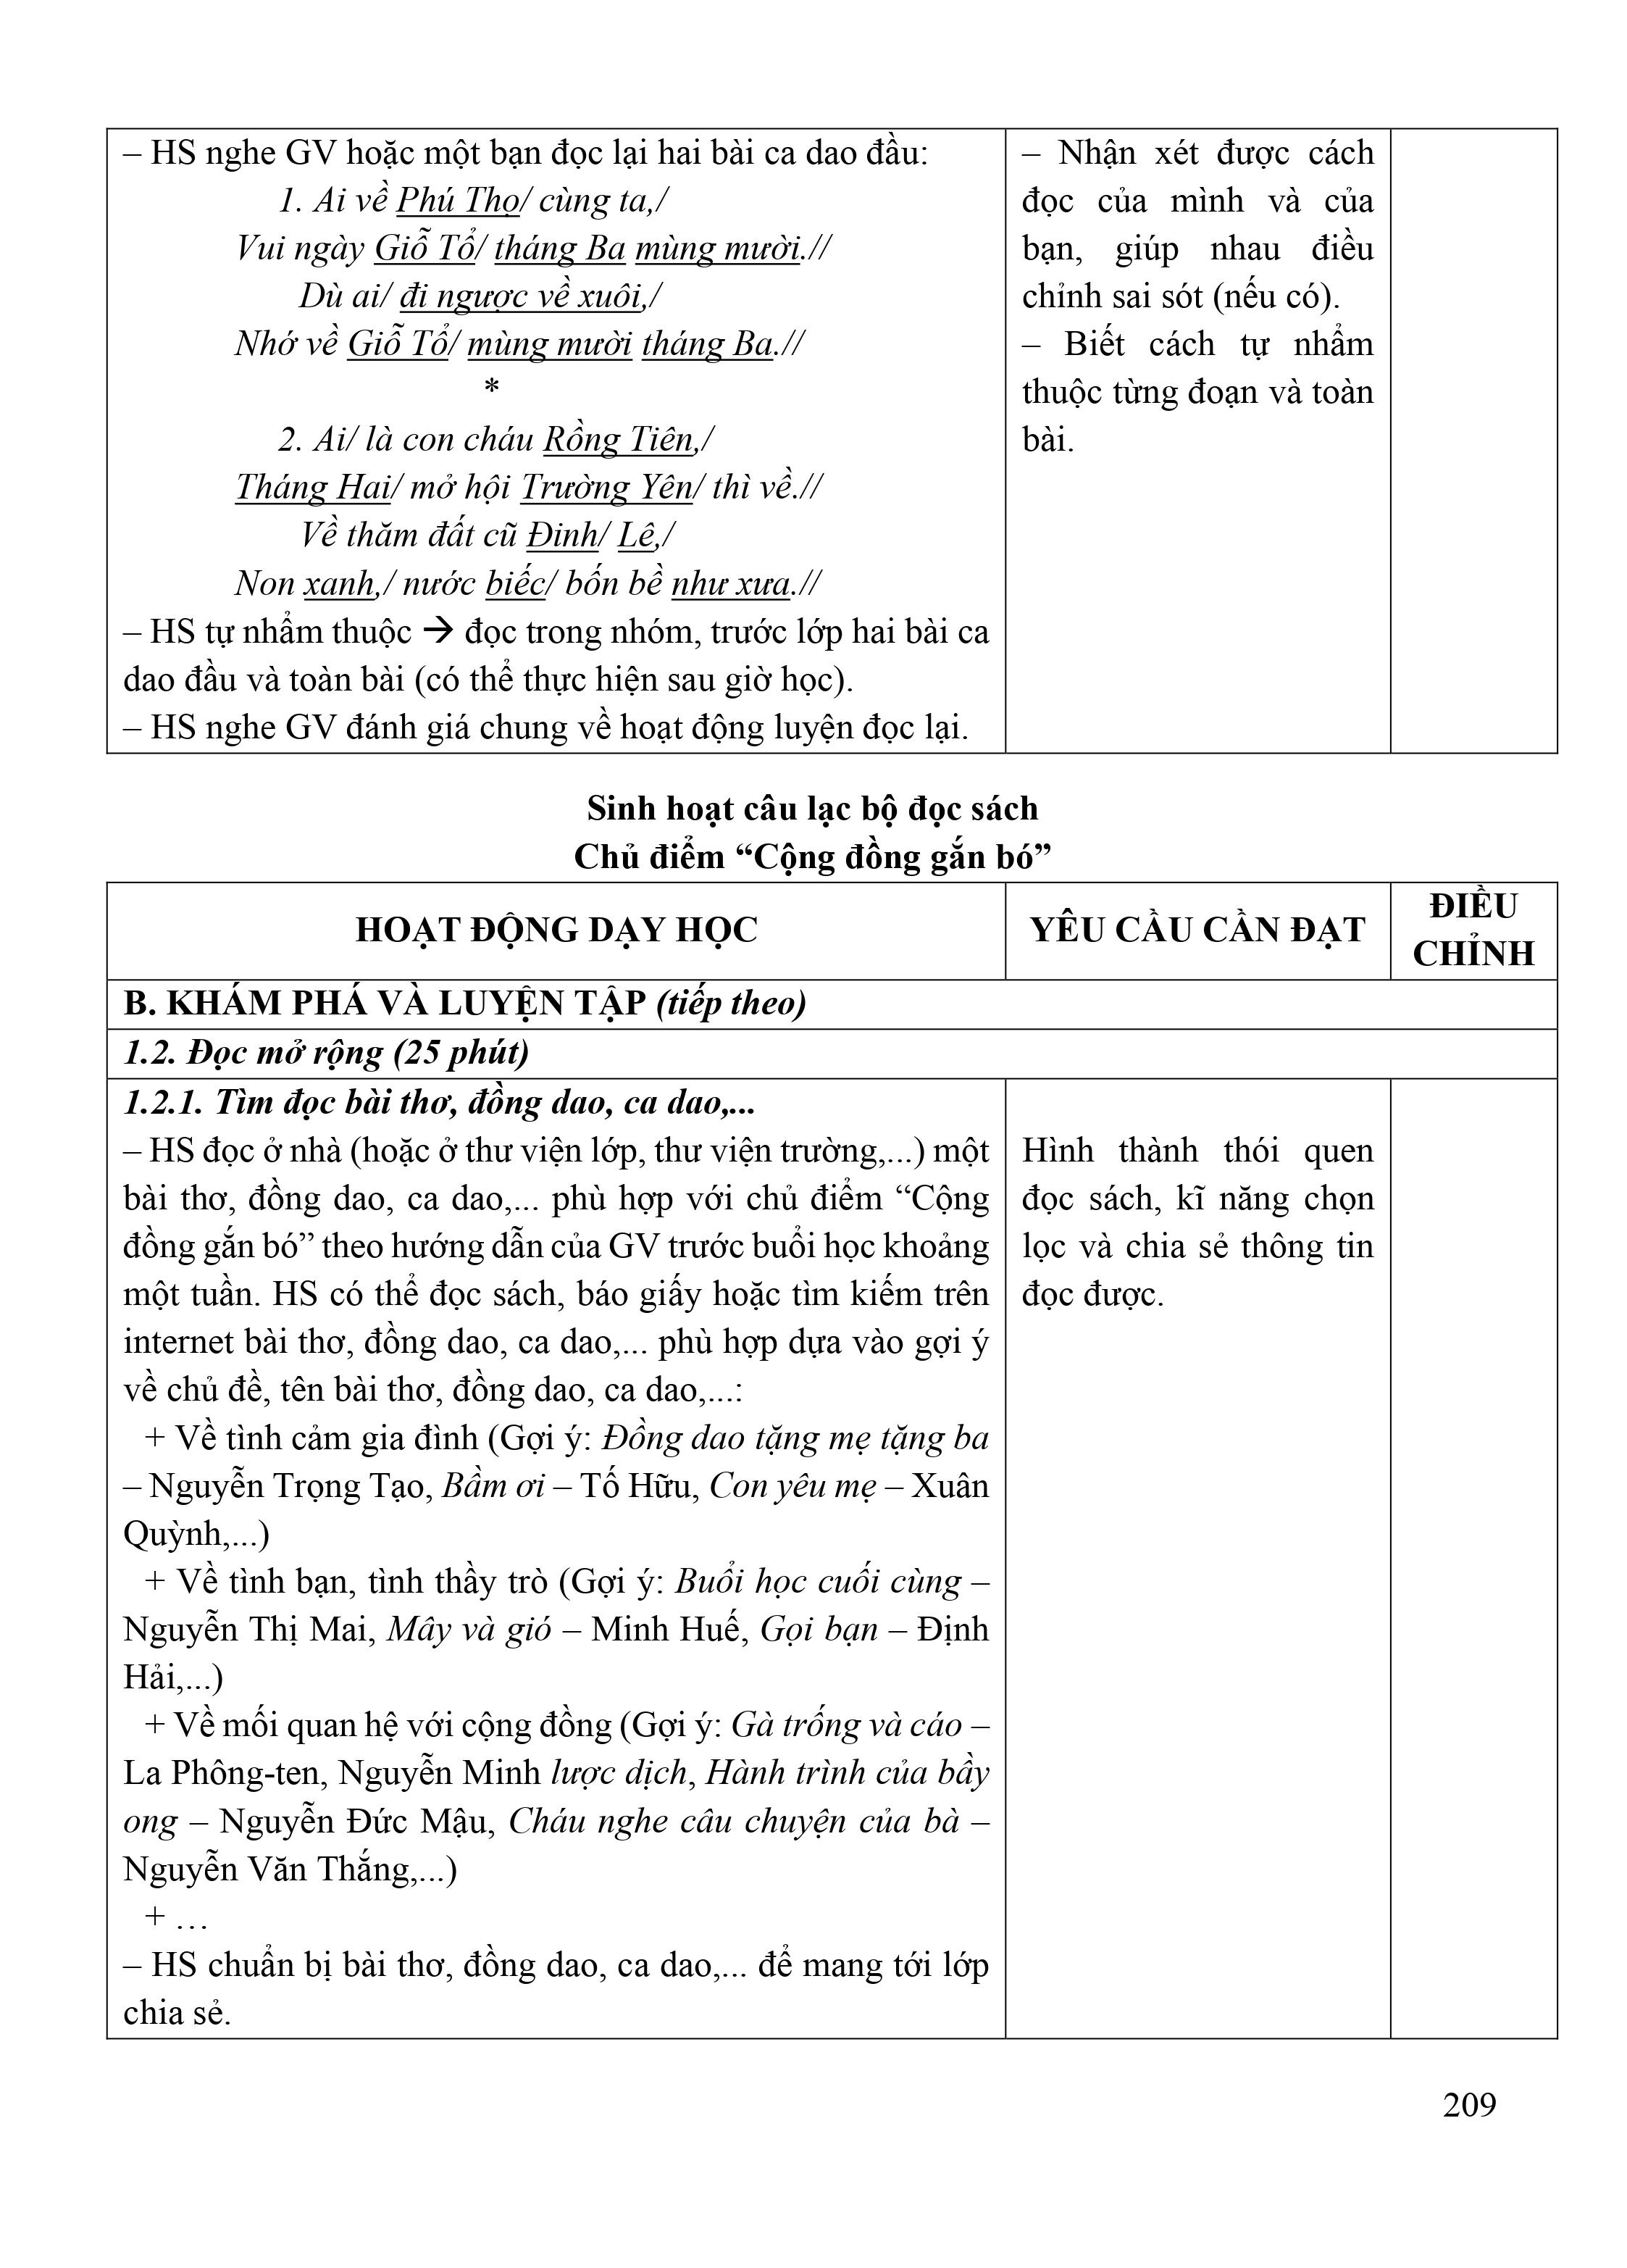 – HS nghe GV hoặc một bạn đọc lại hai bài ca dao đầu:
1. Ai về Phú Thọ/ cùng ta,/
Vui ngày Giỗ Tổ/ tháng Ba mùng mười.//
Dù ai/ đi ngược về xuôi,/
Nhớ về Giỗ Tổ/ mùng mười tháng Ba.//
*
2. Ai/ là con cháu Rồng Tiên,/
Tháng Hai/ mở hội Trường Yên/ thì về.//
Về thăm đất cũ Đinh/ Lê,/
Non xanh,/ nước biếc/ bốn bề như xưa.//
– HS tự nhẩm thuộc → đọc trong nhóm, trước lớp hai bài ca
dao đầu và toàn bài (có thể thực hiện sau giờ học).
– HS nghe GV đánh giá chung về hoạt động luyện đọc lại.
– Nhận xét được cách
đọc của mình và của
bạn, giúp nhau điều
chỉnh sai sót (nếu có).
– Biết cách tự nhẩm
thuộc từng đoạn và toàn
bài.
Sinh hoạt câu lạc bộ đọc sách
Chủ điểm “Cộng đồng gắn bó”
HOẠT ĐỘNG DẠY HỌC
YÊU CẦU CẦN ĐẠT
ĐIỀU
CHỈNH
B. KHÁM PHÁ VÀ LUYỆN TẬP (tiếp theo)
1.2. Đọc mở rộng (25 phút)
1.2.1. Tìm đọc bài thơ, đồng dao, ca dao,...
– HS đọc ở nhà (hoặc ở thư viện lớp, thư viện trường,...) một
bài thơ, đồng dao, ca dao,... phù hợp với chủ điểm “Cộng
đồng gắn bó” theo hướng dẫn của GV trước buổi học khoảng
một tuần. HS có thể đọc sách, báo giấy hoặc tìm kiếm trên
internet bài thơ, đồng dao, ca dao,... phù hợp dựa vào gợi ý
về chủ đề, tên bài thơ, đồng dao, ca dao,...:
+ Về tình cảm gia đình (Gợi ý: Đồng dao tặng mẹ tặng ba
– Nguyễn Trọng Tạo, Bầm ơi – Tố Hữu, Con yêu mẹ – Xuân
Quỳnh,...)
+ Về tình bạn, tình thầy trò (Gợi ý: Buổi học cuối cùng –
Nguyễn Thị Mai, Mây và gió – Minh Huế, Gọi bạn – Định
Hải,...)
+ Về mối quan hệ với cộng đồng (Gợi ý: Gà trống và cáo –
La Phông-ten, Nguyễn Minh lược dịch, Hành trình của bầy
ong – Nguyễn Đức Mậu, Cháu nghe câu chuyện của bà –
Nguyễn Văn Thắng,...)
+ …
– HS chuẩn bị bài thơ, đồng dao, ca dao,... để mang tới lớp
chia sẻ.
Hình thành thói quen
đọc sách, kĩ năng chọn
lọc và chia sẻ thông tin
đọc được.
209